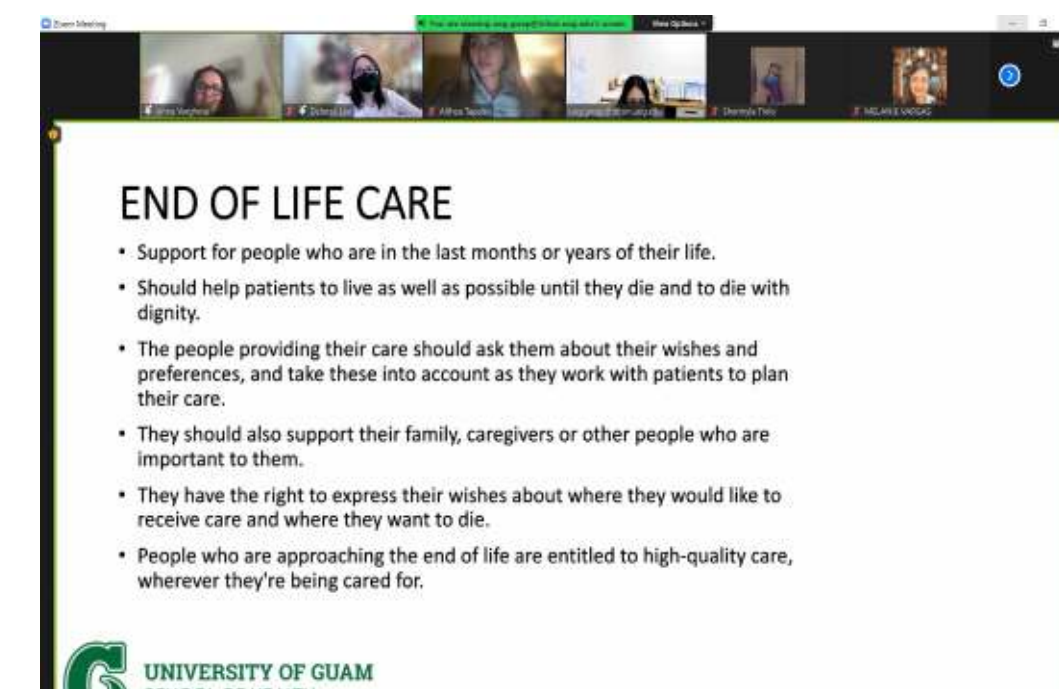 Zoom Meeting
View Options
MELANIE VARGAS
END OF LIFE CARE
• Support for people who are in the last months or years of their life.
• Should help patients to live as well as possible until they die and to die with
dignity.
• The people providing their care should ask them about their wishes and
preferences, and take these into account as they work with patients to plan
their care.
• They should also support their family, caregivers or other people who are
important to them.
• They have the right to express their wishes about where they would like to
receive care and where they want to die.
• People who are approaching the end of life are entitled to high-quality care,
wherever they're being cared for.
UNIVERSITY OF GUAM